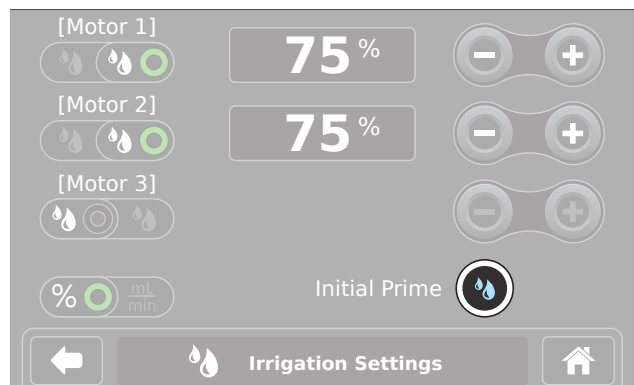 [Motor 1]
75 %
[Motor 2]
75 %
[Motor 3]
% mL
min
Initial Prime
Irrigation Settings